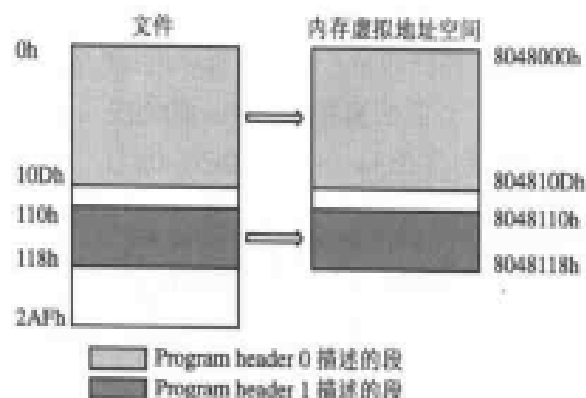 文件
内存虚拟地址空间
0h
8048000h
10Dh
804810Dh
110h
8048110h
118h
8048118h
2AFh
Program header 0 描述的段
Program header 1 描述的段